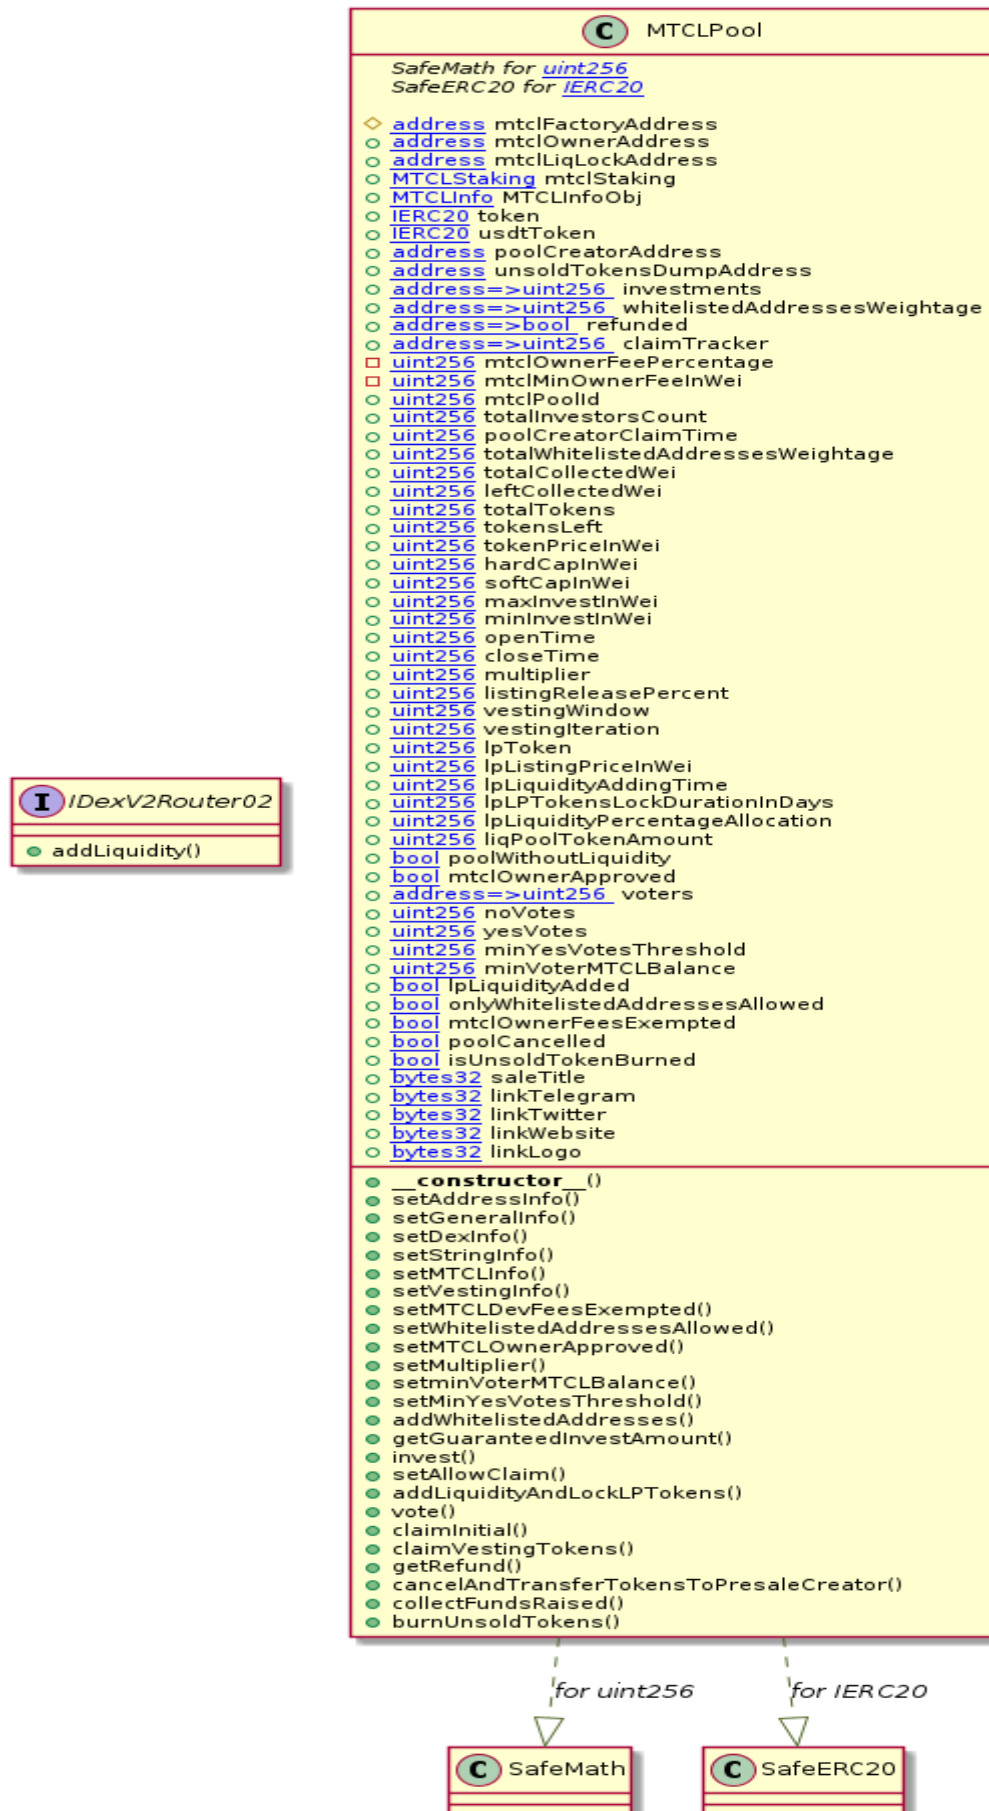 C MTCLPool
SafeMath for uint256
SafeERC20 for IERC20
address mtclFactoryAddress
address mtclOwnerAddress
address mtclLiqLockAddress
MTCLStaking mtclStaking
MTCLInfo MTCLInfoObj
IERC20 token
IERC20 usdtToken
address poolCreatorAddress
address unsoldTokensDumpAddress
address=>uint256 investments
address=>uint256 whitelistedAddressesWeightage
address=>bool refunded
address=>uint256 claimTracker
uint256 mtclOwnerFeePercentage
uint256 mtclMinOwnerFeeInWei
uint256 mtclPoolId
uint256 totalInvestorsCount
uint256 poolCreatorClaimTime
uint256 totalWhitelistedAddressesWeightage
uint256 totalCollectedWei
uint256 leftCollectedWei
uint256 totalTokens
uint256 tokensLeft
uint256 tokenPriceInWei
uint256 hardCapInWei
uint256 softCapInWei
uint256 maxInvestInWei
uint256 minInvestInWei
uint256 openTime
uint256 closeTime
uint256 multiplier
uint256 listingReleasePercent
uint256 vestingWindow
uint256 vestingIteration
uint256 lpToken
uint256 lpListingPriceInWei
uint256 lpLiquidityAddingTime
uint256 lpLPTokensLockDurationInDays
uint256 lpLiquidityPercentageAllocation
uint256 liqPoolTokenAmount
bool poolWithoutLiquidity
bool mtclOwnerApproved
address=>uint256 voters
uint256 noVotes
uint256 yesVotes
uint256 minYesVotesThreshold
uint256 minVoterMTCLBalance
bool lpLiquidityAdded
bool onlyWhitelistedAddressesAllowed
bool mtclOwnerFeesExempted
bool poolCancelled
bool isUnsoldTokenBurned
bytes32 saleTitle
bytes32 linkTelegram
bytes32 linkTwitter
bytes32 linkWebsite
bytes32 linkLogo
__constructor__()
setAddressInfo()
setGeneralInfo()
setDexInfo()
setStringInfo()
setMTCLInfo()
setVestingInfo()
setMTCLDevFeesExempted()
setWhitelistedAddressesAllowed()
setMTCLOwnerApproved()
setMultiplier()
setminVoterMTCLBalance()
setMinYesVotesThreshold()
addWhitelistedAddresses()
getGuaranteedInvestAmount()
invest()
setAllowClaim()
addLiquidityAndLockLPTokens()
vote()
claimInitial()
claimVestingTokens()
getRefund()
cancelAndTransferTokensToPresaleCreator()
collectFundsRaised()
burnUnsoldTokens()
I IDexV2Router02
addLiquidity()
for uint256
for IERC20
C SafeMath
C SafeERC20